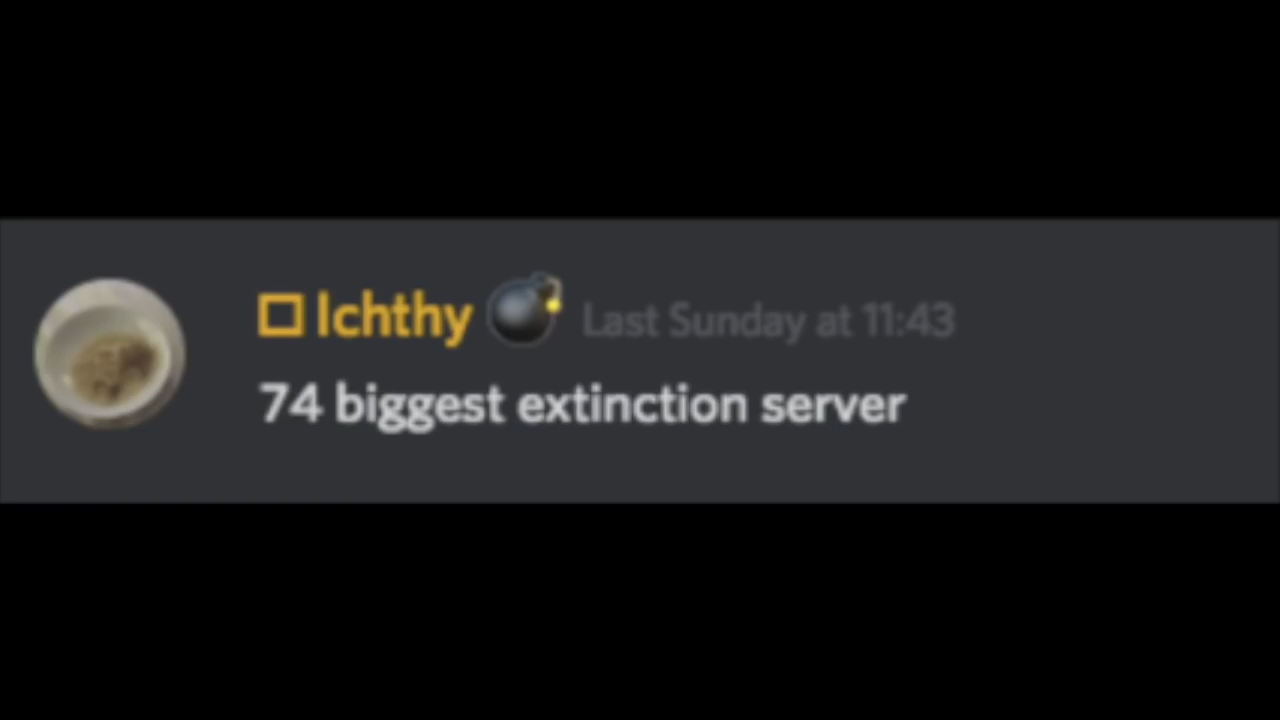 □ Ichthy 💣 Last Sunday at 11:43
74 biggest extinction server